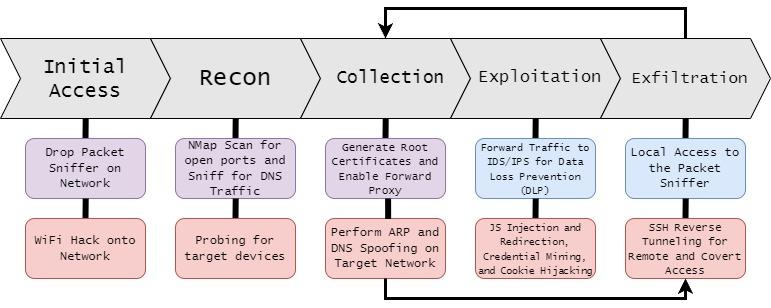 Initial
Access
Recon
Collection
Exploitation
Exfiltration
Drop Packet
Sniffer on
Network
NMap Scan for
open ports and
Sniff for DNS
Traffic
Generate Root
Certificates and
Enable Forward
Proxy
Forward Traffic to
IDS/IPS for Data
Loss Prevention
(DLP)
Local Access to
the Packet
Sniffer
WiFi Hack onto
Network
Probing for
target devices
Perform ARP and
DNS Spoofing on
Target Network
JS Injection and
Redirection,
Credential Mining,
and Cookie Hijacking
SSH Reverse
Tunneling for
Remote and Covert
Access